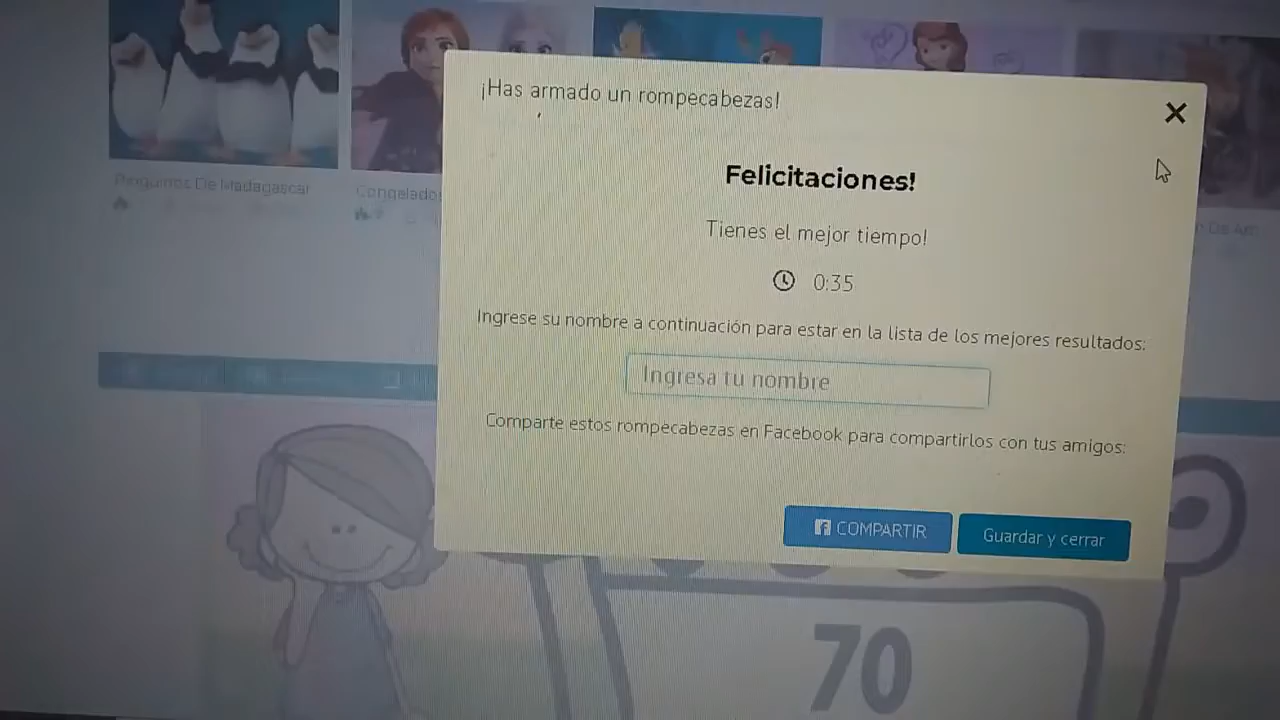 ¡Has armado un rompecabezas!
Felicitaciones!
Tienes el mejor tiempo!
0:35
Ingrese su nombre a continuación para estar en la lista de los mejores resultados:
Ingresa tu nombre
Comparte estos rompecabezas en Facebook para compartirlos con tus amigos:
COMPARTIR
Guardar y cerrar
Pinguinos De Madagascar
Congelado
70